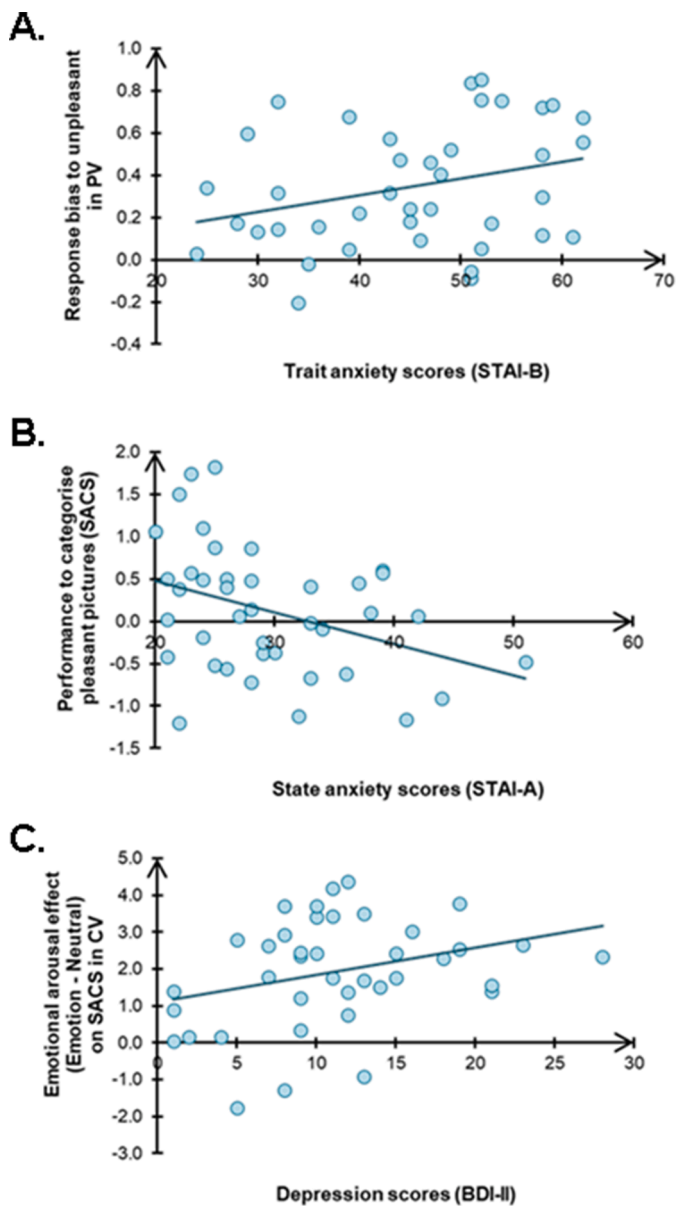 A.
1.0
0.8
0.6
0.4
0.2
0.0
-0.2
-0.4
20 30 40 50 60 70
Response bias to unpleasant
in PV
Trait anxiety scores (STAI-B)
B.
2.0
1.5
1.0
0.5
0.0
-0.5
-1.0
-1.5
20 30 40 50 60
Performance to categorise
pleasant pictures (SACS)
State anxiety scores (STAI-A)
C.
5.0
4.0
3.0
2.0
1.0
0.0
-1.0
-2.0
-3.0
0 5 10 15 20 25 30
Emotional arousal effect
(Emotion - Neutral)
on SACS in CV
Depression scores (BDI-II)